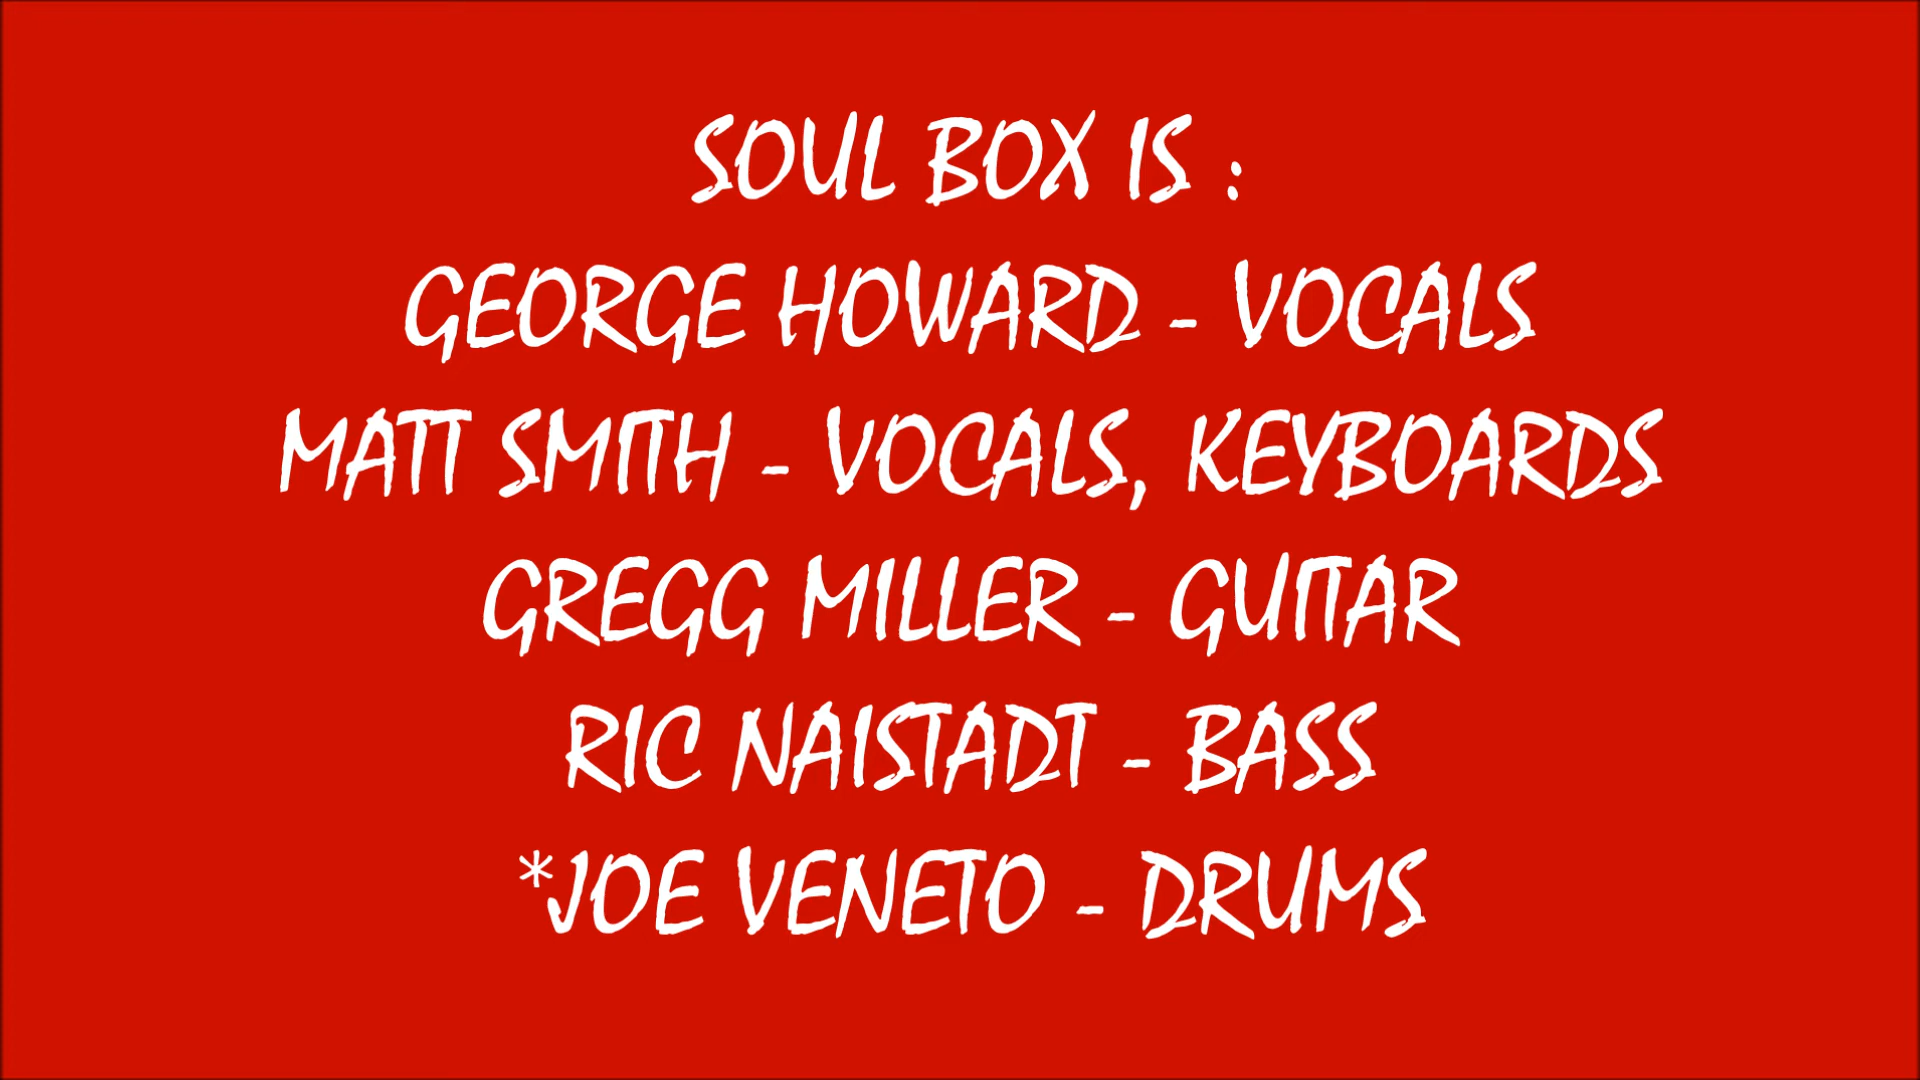 SOUL BOX IS :
GEORGE HOWARD - VOCALS
MATT SMITH - VOCALS, KEYBOARDS
GREGG MILLER - GUITAR
RIC NAISTADT - BASS
*JOE VENETO - DRUMS